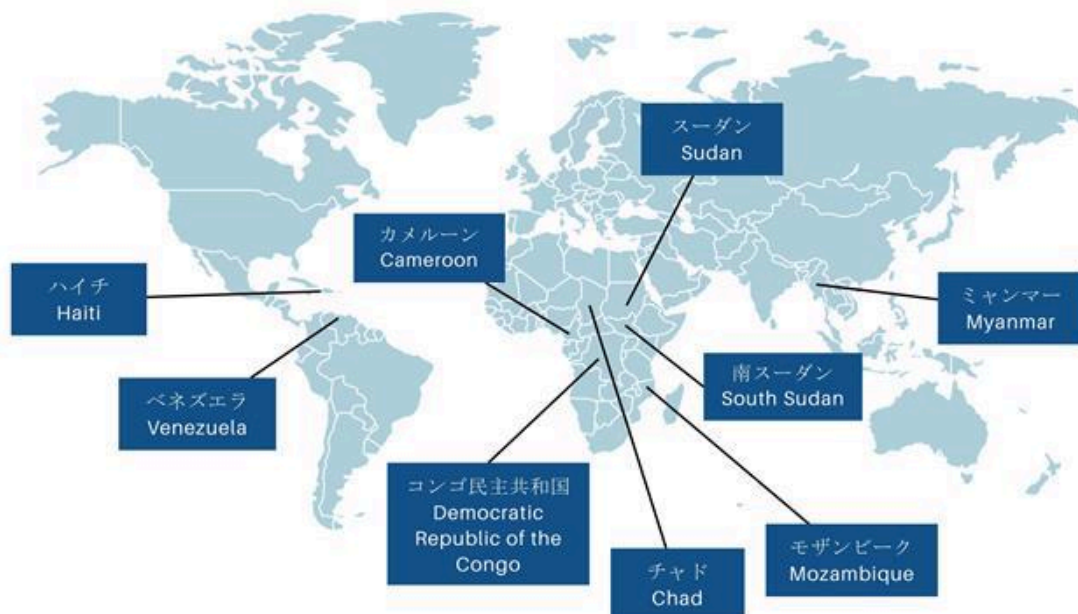 スーダン
Sudan
カメルーン
Cameroon
ハイチ
Haiti
ミャンマー
Myanmar
ベネズエラ
Venezuela
南スーダン
South Sudan
コンゴ民主共和国
Democratic
Republic of the
Congo
モザンビーク
Mozambique
チャド
Chad